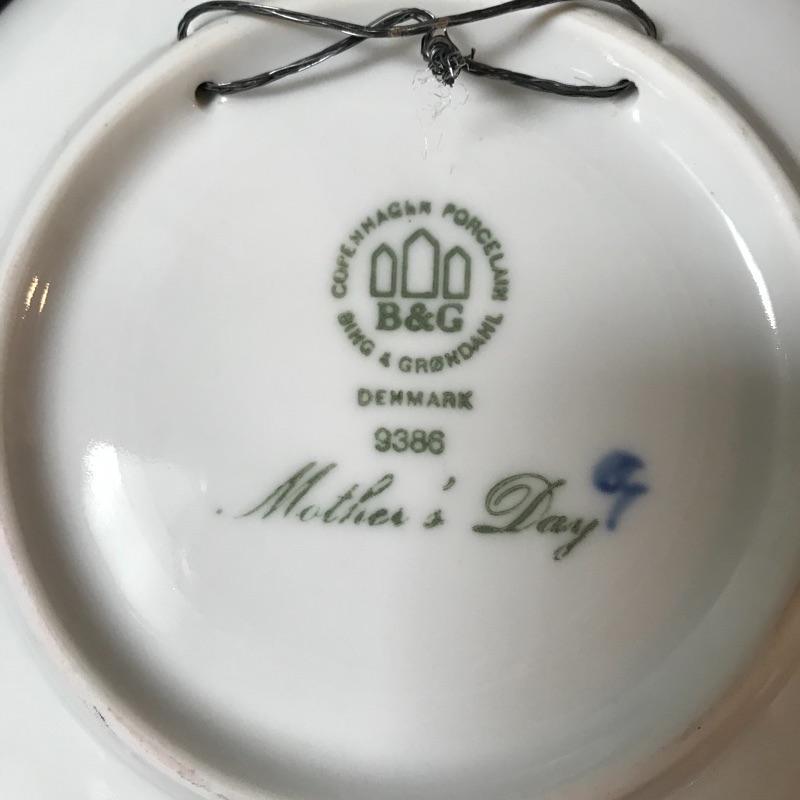 COPENHAGEN PORCELAIN
B&G
BING & GRØNDAHL
DENMARK
9386
Mother's Day